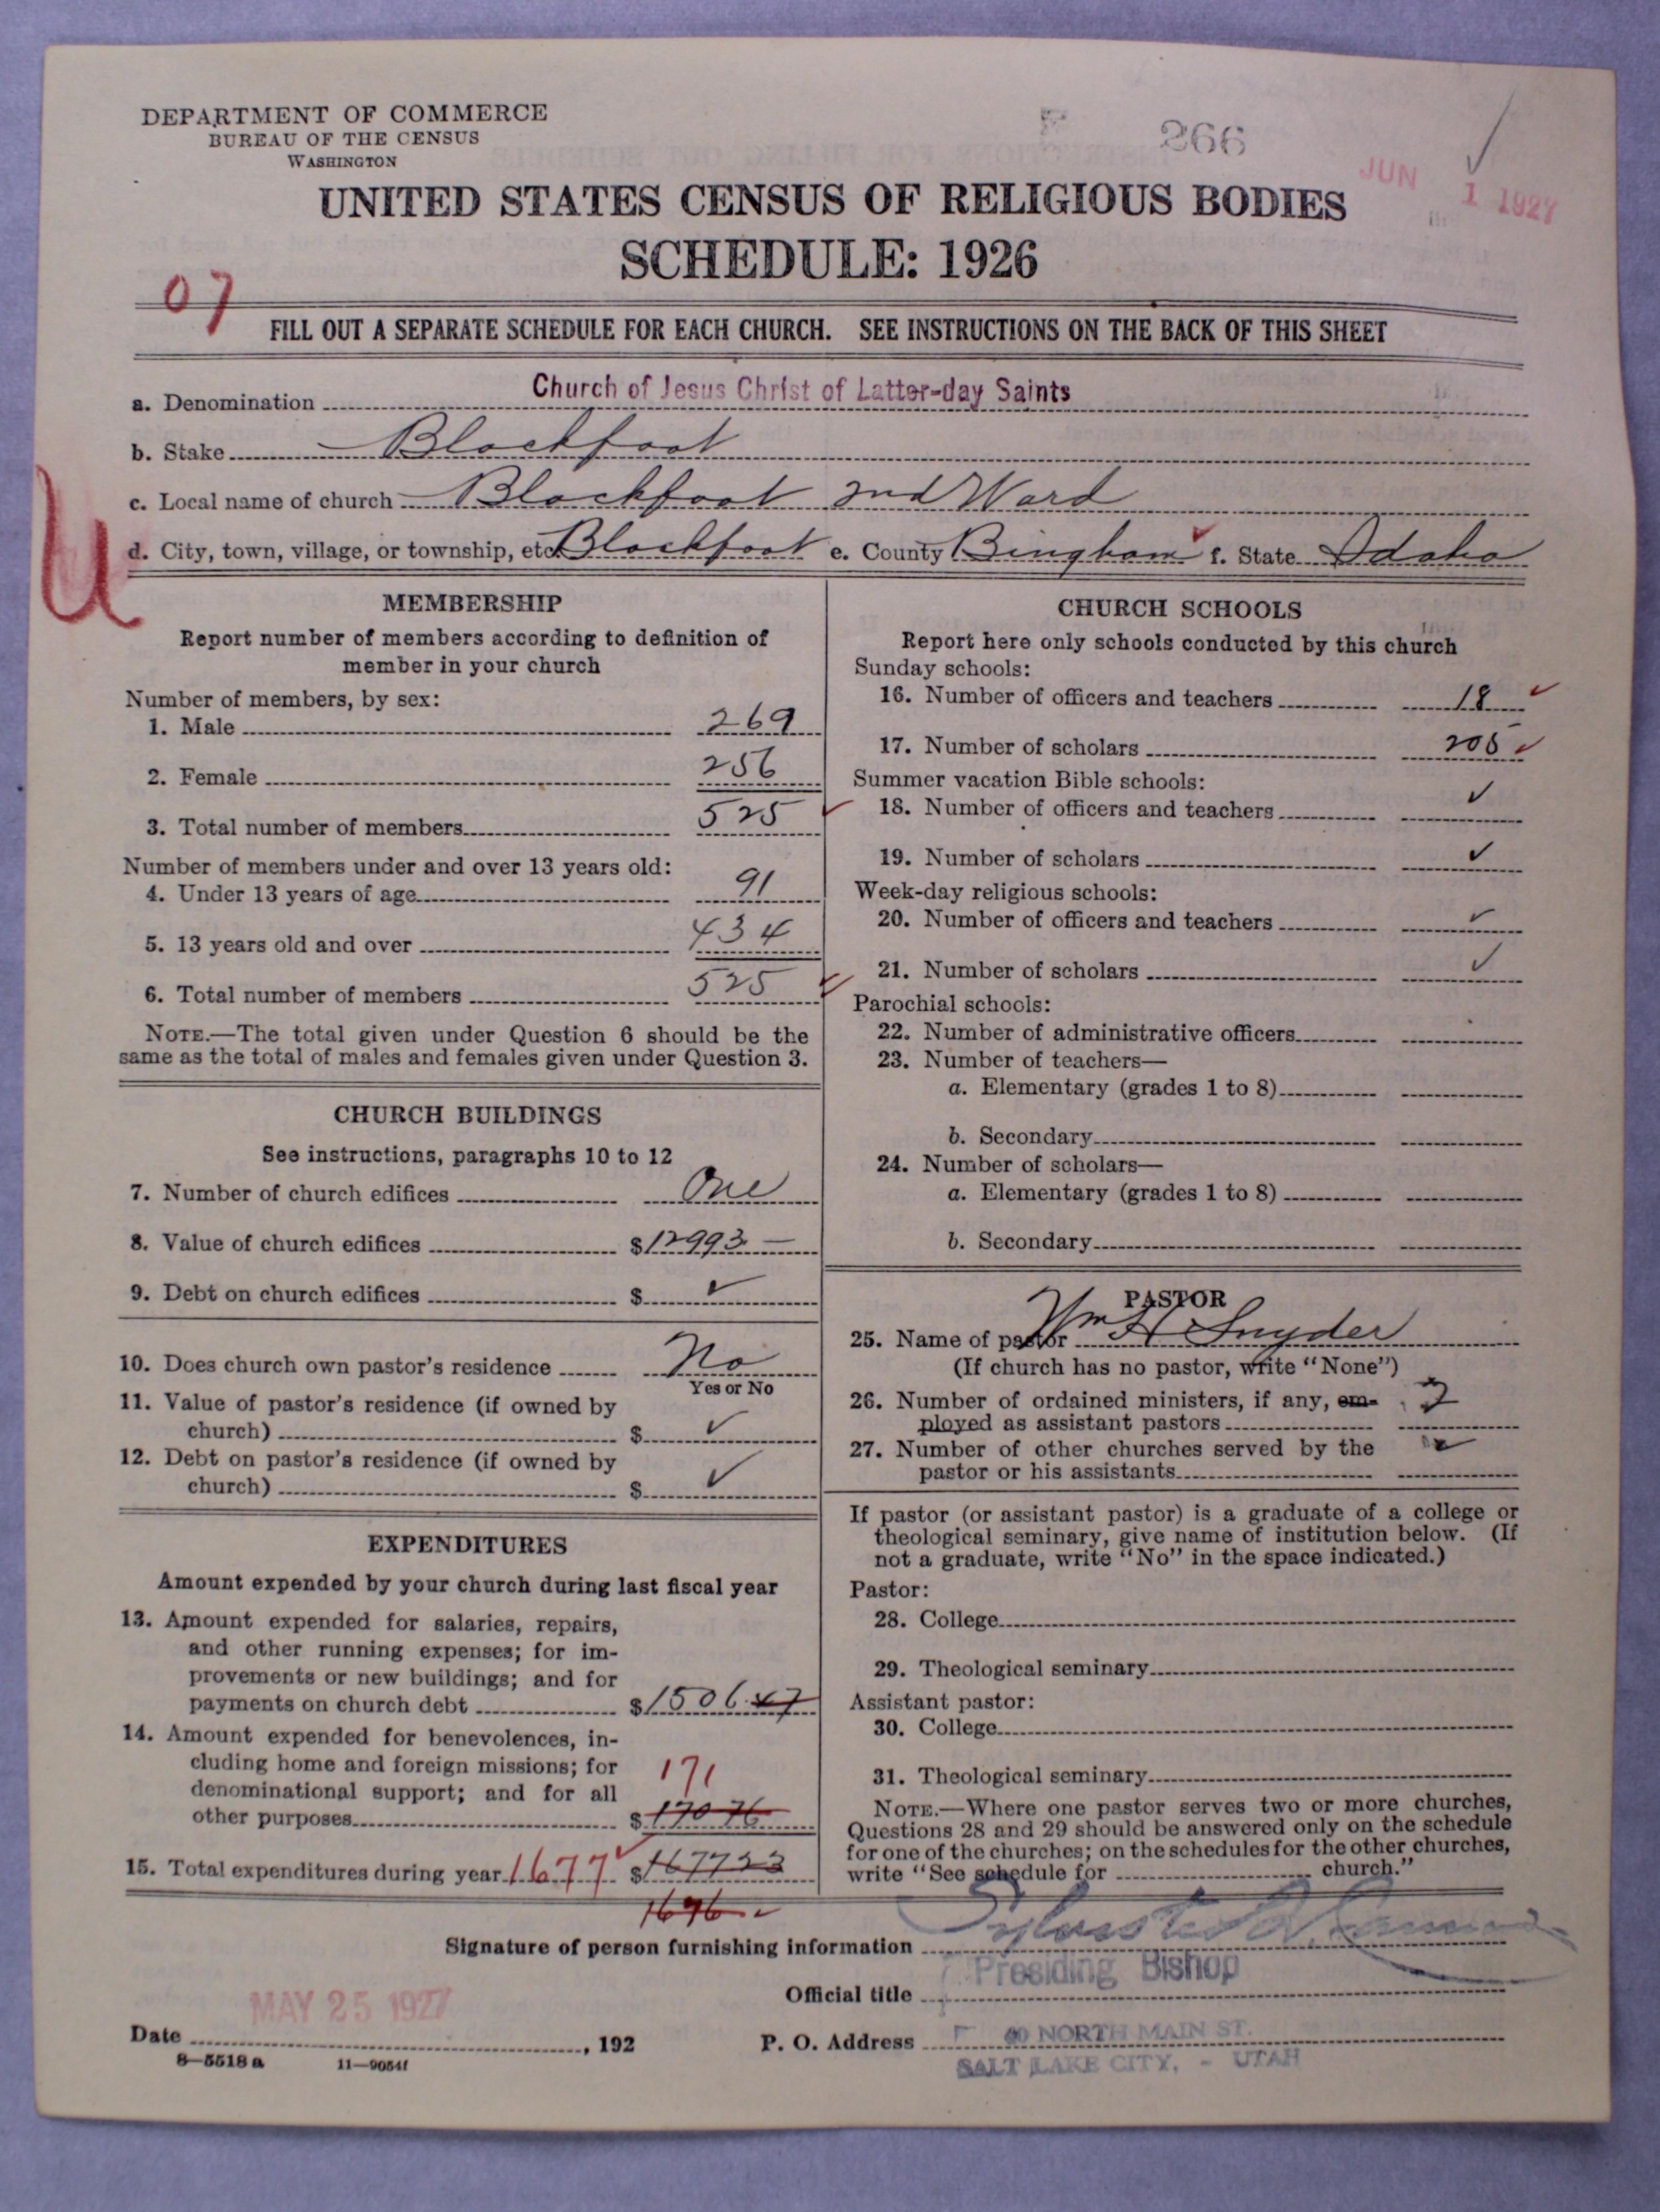 DEPARTMENT OF COMMERCE
BUREAU OF THE CENSUS
WASHINGTON
266
JUN 1 1927
UNITED STATES CENSUS OF RELIGIOUS BODIES
SCHEDULE: 1926
07
FILL OUT A SEPARATE SCHEDULE FOR EACH CHURCH. SEE INSTRUCTIONS ON THE BACK OF THIS SHEET
a. Denomination Church of Jesus Christ of Latter-day Saints
b. Stake Blackfoot
c. Local name of church Blackfoot 2nd Ward
U
d. City, town, village, or township, etc. Blackfoot e. County Bingham f. State Idaho
MEMBERSHIP
Report number of members according to definition of
member in your church
Number of members, by sex:
1. Male 269
2. Female 256
3. Total number of members 525
Number of members under and over 13 years old:
4. Under 13 years of age 91
5. 13 years old and over 434
6. Total number of members 525
NOTE.—The total given under Question 6 should be the
same as the total of males and females given under Question 3.
CHURCH BUILDINGS
See instructions, paragraphs 10 to 12
7. Number of church edifices One
8. Value of church edifices $12993 —
9. Debt on church edifices $ ✓
10. Does church own pastor's residence No
Yes or No
11. Value of pastor's residence (if owned by
church) $ ✓
12. Debt on pastor's residence (if owned by
church) $ ✓
EXPENDITURES
Amount expended by your church during last fiscal year
13. Amount expended for salaries, repairs,
and other running expenses; for im-
provements or new buildings; and for
payments on church debt $1506.47
14. Amount expended for benevolences, in-
cluding home and foreign missions; for
denominational support; and for all
171
other purposes $170 76
15. Total expenditures during year 1677 $1677 23
1676
CHURCH SCHOOLS
Report here only schools conducted by this church
Sunday schools:
16. Number of officers and teachers 18
17. Number of scholars 205
Summer vacation Bible schools:
18. Number of officers and teachers ✓
19. Number of scholars ✓
Week-day religious schools:
20. Number of officers and teachers ✓
21. Number of scholars ✓
Parochial schools:
22. Number of administrative officers
23. Number of teachers—
a. Elementary (grades 1 to 8)
b. Secondary
24. Number of scholars—
a. Elementary (grades 1 to 8)
b. Secondary
PASTOR
25. Name of pastor Wm H Snyder
(If church has no pastor, write "None")
26. Number of ordained ministers, if any, em-
ployed as assistant pastors 2
27. Number of other churches served by the
pastor or his assistants
If pastor (or assistant pastor) is a graduate of a college or
theological seminary, give name of institution below. (If
not a graduate, write "No" in the space indicated.)
Pastor:
28. College
29. Theological seminary
Assistant pastor:
30. College
31. Theological seminary
NOTE.—Where one pastor serves two or more churches,
Questions 28 and 29 should be answered only on the schedule
for one of the churches; on the schedules for the other churches,
write "See schedule for church."
Signature of person furnishing information Sylvester Q. Cannon
Official title Presiding Bishop
Date MAY 25 1927, 192
P. O. Address 40 NORTH MAIN ST.
SALT LAKE CITY, - UTAH
8—5518 a 11—9054f